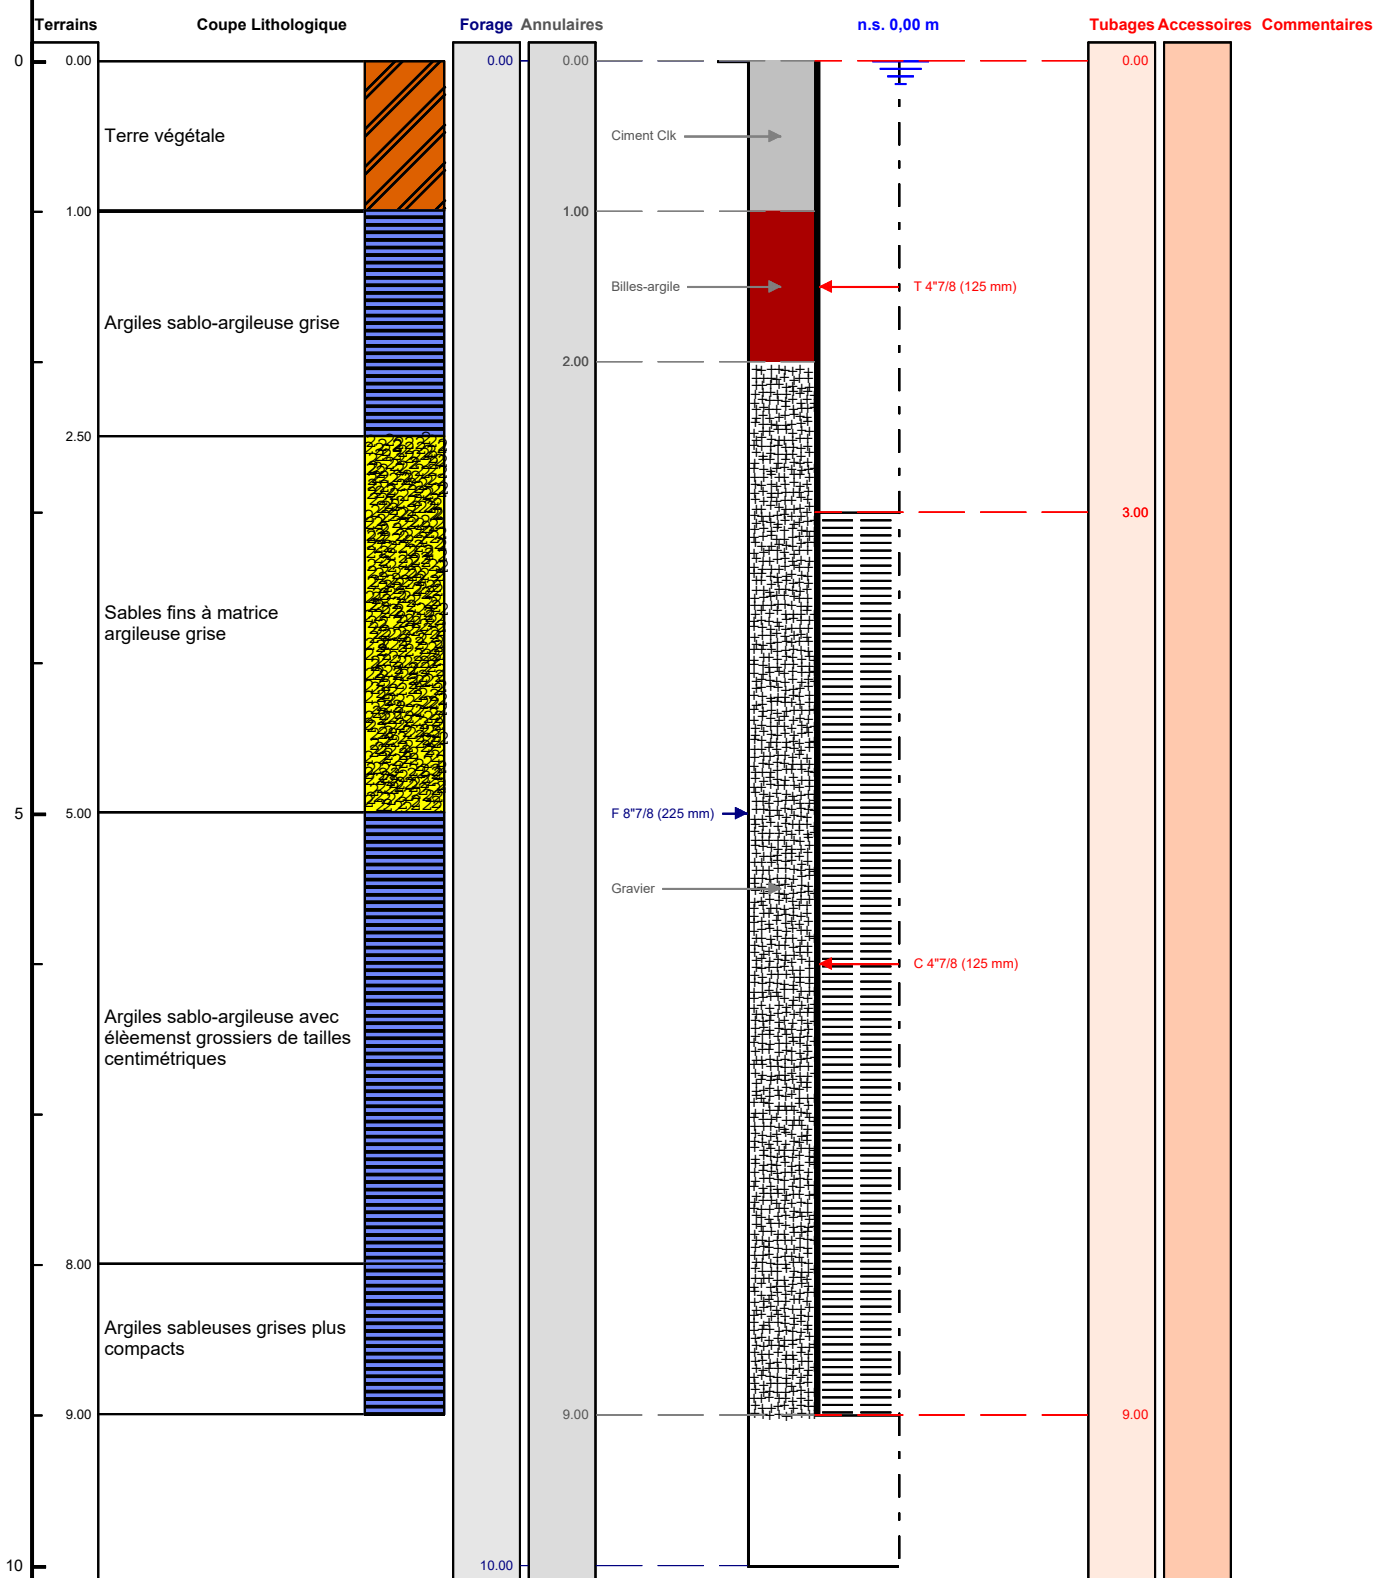 Terrains Coupe Lithologique Forage Annulaires n.s. 0,00 m Tubages Accessoires Commentaires
0 0.00 0.00 0.00 0.00
Terre végétale Ciment Clk
1.00 1.00
Billes-argile T 4"7/8 (125 mm)
Argiles sablo-argileuse grise
2.00
2.50
3.00
Sables fins à matrice
argileuse grise
5 5.00 F 8"7/8 (225 mm)
Gravier
C 4"7/8 (125 mm)
Argiles sablo-argileuse avec
élèemenst grossiers de tailles
centimétriques
8.00
Argiles sableuses grises plus
compacts
9.00 9.00 9.00
10 10.00